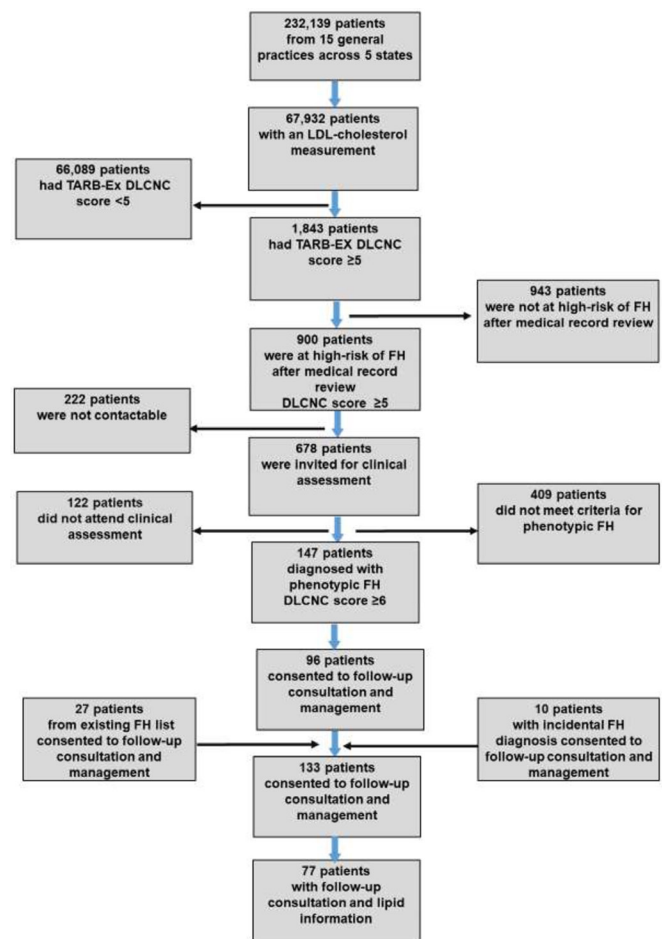 232,139 patients
from 15 general
practices across 5 states
67,932 patients
with an LDL-cholesterol
measurement
66,089 patients
had TARB-Ex DLCNC
score <5
1,843 patients
had TARB-EX DLCNC
score ≥5
943 patients
were not at high-risk of FH
after medical record review
900 patients
were at high-risk of FH
after medical record
review
DLCNC score ≥5
222 patients
were not contactable
678 patients
were invited for clinical
assessment
122 patients
did not attend clinical
assessment
409 patients
did not meet criteria for
phenotypic FH
147 patients
diagnosed with
phenotypic FH
DLCNC score ≥6
96 patients
consented to follow-up
consultation and
management
27 patients
from existing FH list
consented to follow-up
consultation and
management
10 patients
with incidental FH
diagnosis consented to
follow-up consultation and
management
133 patients
consented to follow-up
consultation and
management
77 patients
with follow-up
consultation and lipid
information